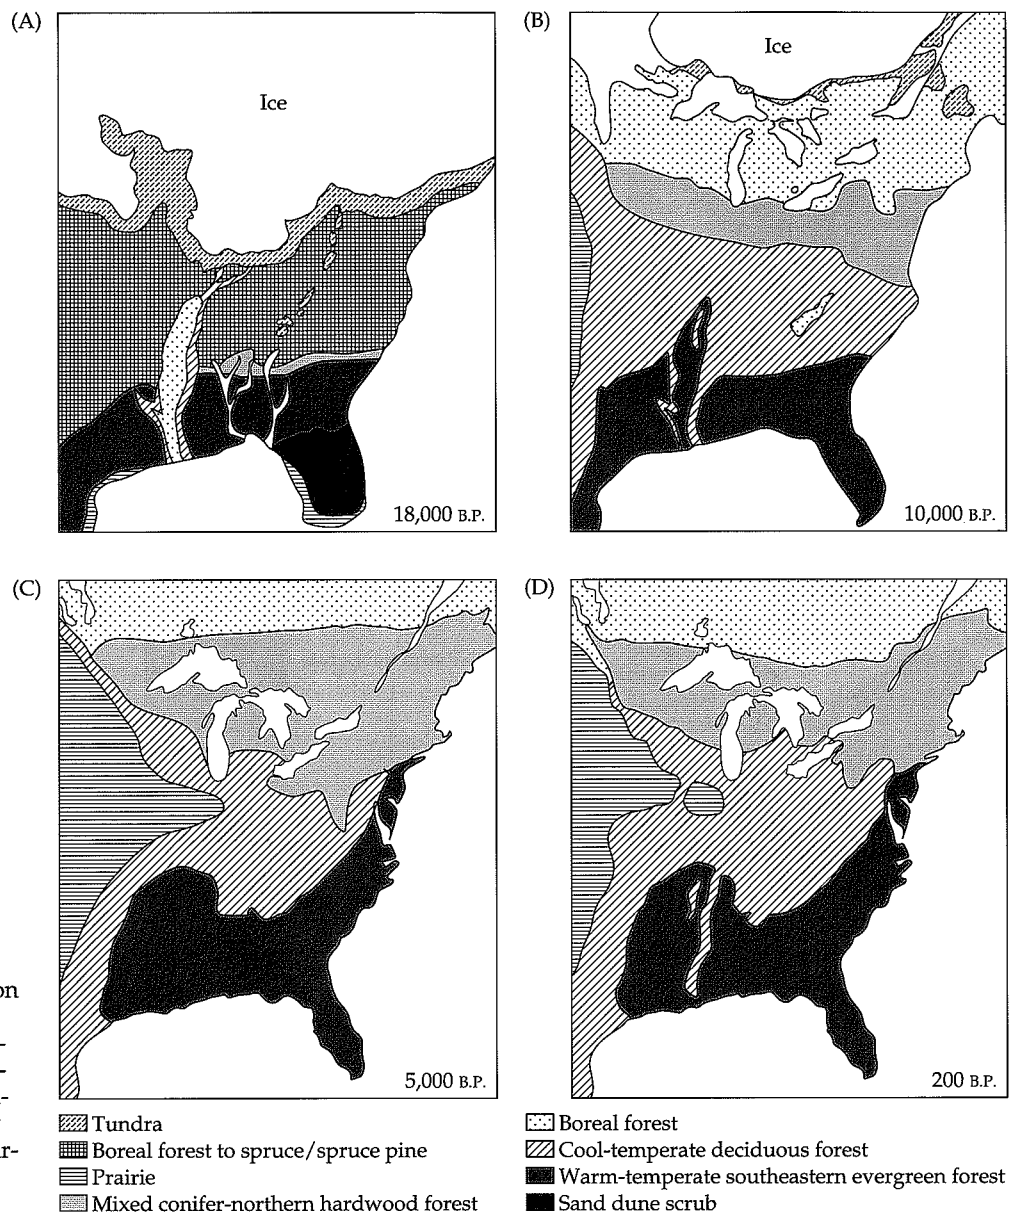 (A)
Ice
18,000 B.P.
(B)
Ice
10,000 B.P.
(C)
5,000 B.P.
(D)
200 B.P.
on
-
-
-
r-
Tundra
Boreal forest to spruce/spruce pine
Prairie
Mixed conifer-northern hardwood forest
Boreal forest
Cool-temperate deciduous forest
Warm-temperate southeastern evergreen forest
Sand dune scrub